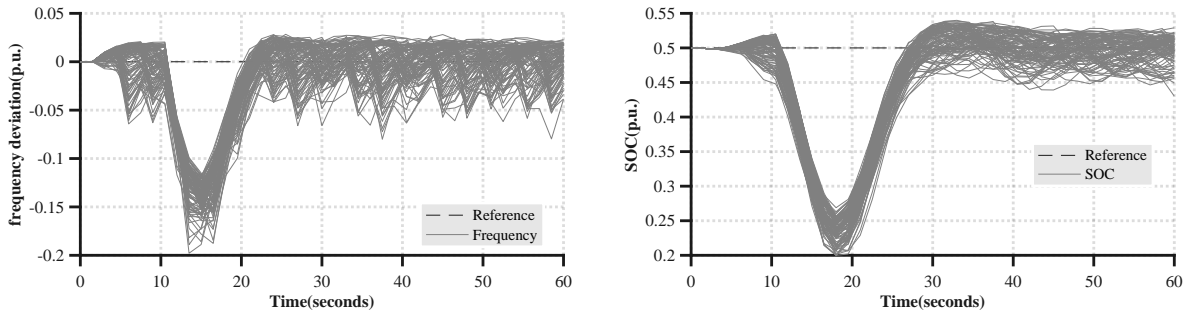 0.05
0
-0.05
-0.1
-0.15
-0.2
frequency deviation(p.u.)
0 10 20 30 40 50 60
Time(seconds)
Reference
Frequency
0.55
0.5
0.45
0.4
0.35
0.3
0.25
0.2
SOC(p.u.)
0 10 20 30 40 50 60
Time(seconds)
Reference
SOC